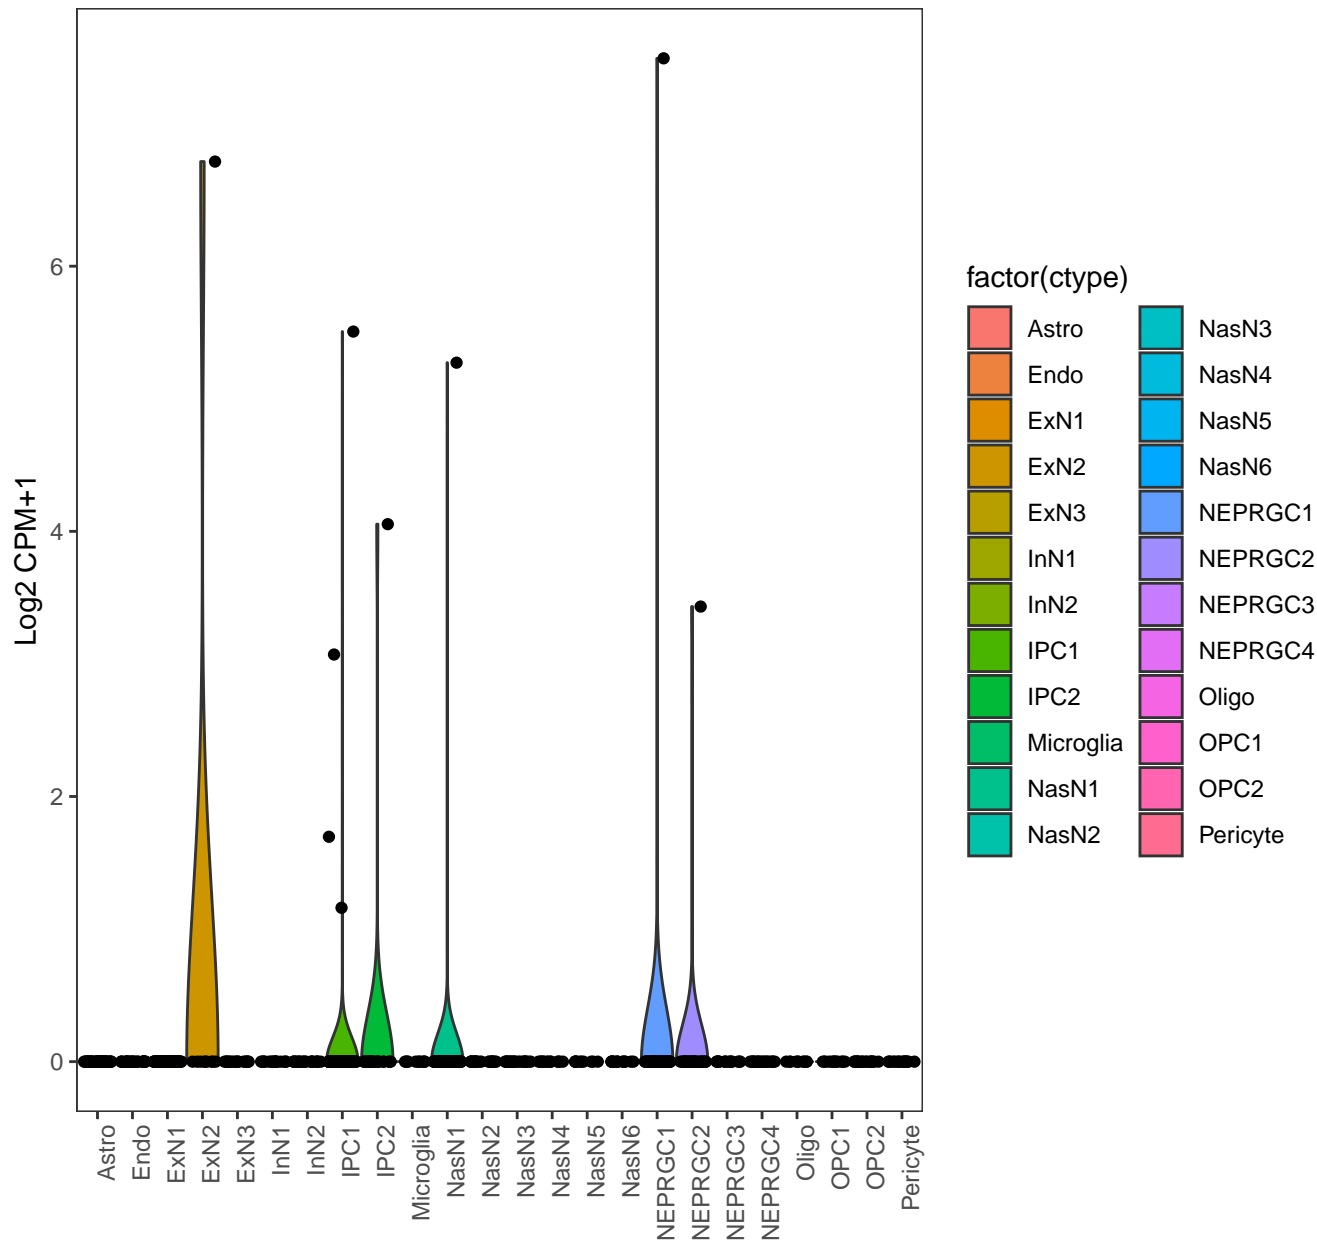 Log2 CPM+1
6
4
2
0
Astro
Endo
ExN1
ExN2
ExN3
InN1
InN2
IPC1
IPC2
Microglia
NasN1
NasN2
NasN3
NasN4
NasN5
NasN6
NEPRGC1
NEPRGC2
NEPRGC3
NEPRGC4
Oligo
OPC1
OPC2
Pericyte
factor(ctype)
Astro
Endo
ExN1
ExN2
ExN3
InN1
InN2
IPC1
IPC2
Microglia
NasN1
NasN2
NasN3
NasN4
NasN5
NasN6
NEPRGC1
NEPRGC2
NEPRGC3
NEPRGC4
Oligo
OPC1
OPC2
Pericyte